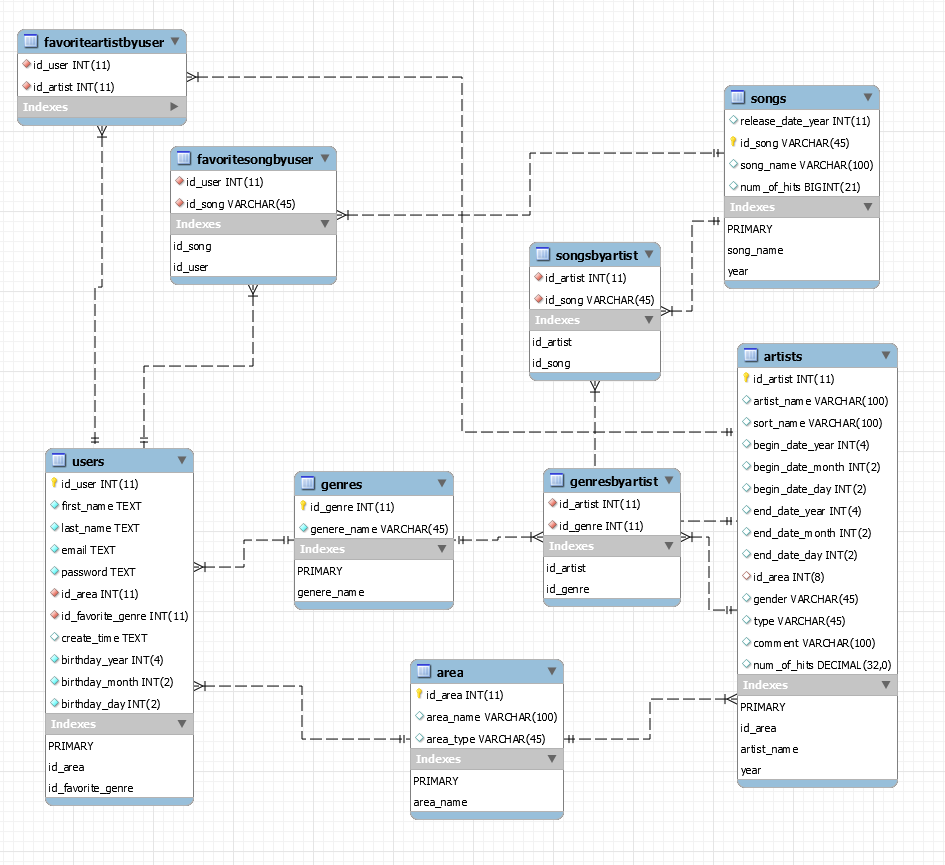 favoriteartistbyuser
id_user INT(11)
id_artist INT(11)
Indexes
favoritesongbyuser
id_user INT(11)
id_song VARCHAR(45)
Indexes
id_song
id_user
songs
release_date_year INT(11)
id_song VARCHAR(45)
song_name VARCHAR(100)
num_of_hits BIGINT(21)
Indexes
PRIMARY
song_name
year
songsbyartist
id_artist INT(11)
id_song VARCHAR(45)
Indexes
id_artist
id_song
artists
id_artist INT(11)
artist_name VARCHAR(100)
sort_name VARCHAR(100)
begin_date_year INT(4)
begin_date_month INT(2)
begin_date_day INT(2)
end_date_year INT(4)
end_date_month INT(2)
end_date_day INT(2)
id_area INT(8)
gender VARCHAR(45)
type VARCHAR(45)
comment VARCHAR(100)
num_of_hits DECIMAL(32,0)
Indexes
PRIMARY
id_area
artist_name
year
users
id_user INT(11)
first_name TEXT
last_name TEXT
email TEXT
password TEXT
id_area INT(11)
id_favorite_genre INT(11)
create_time TEXT
birthday_year INT(4)
birthday_month INT(2)
birthday_day INT(2)
Indexes
PRIMARY
id_area
id_favorite_genre
genres
id_genre INT(11)
genere_name VARCHAR(45)
Indexes
PRIMARY
genere_name
genresbyartist
id_artist INT(11)
id_genre INT(11)
Indexes
id_artist
id_genre
area
id_area INT(11)
area_name VARCHAR(100)
area_type VARCHAR(45)
Indexes
PRIMARY
area_name